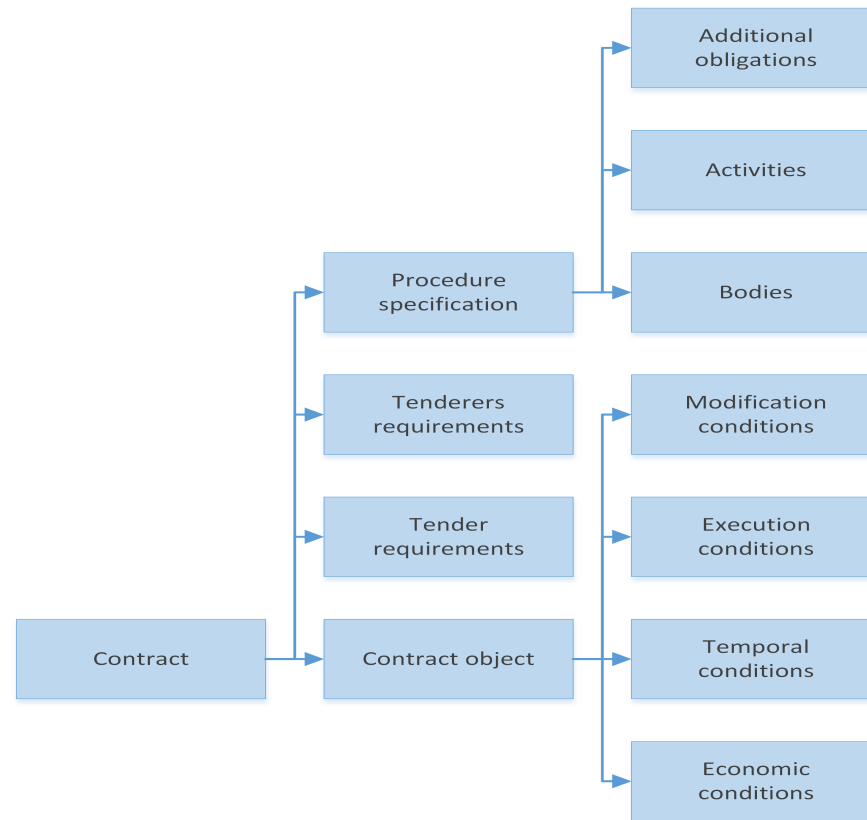 Additional
obligations
Activities
Procedure
specification
Bodies
Tenderers
requirements
Modification
conditions
Tender
requirements
Execution
conditions
Contract
Contract object
Temporal
conditions
Economic
conditions